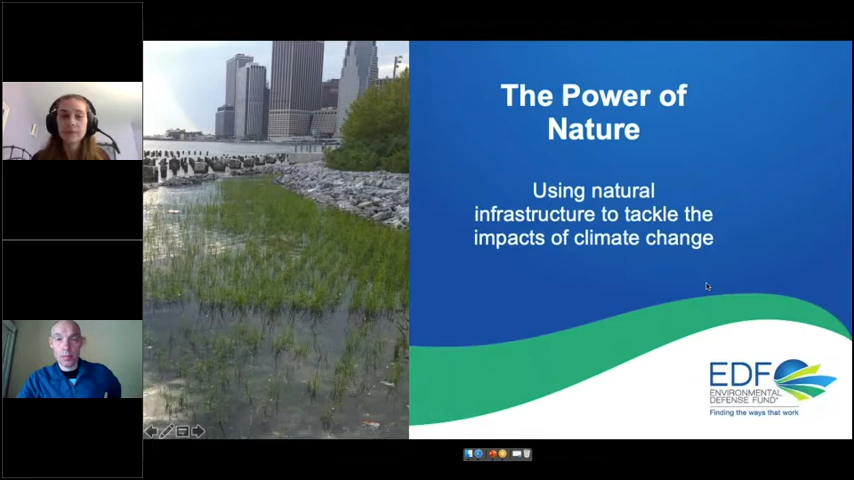 The Power of
Nature
Using natural
infrastructure to tackle the
impacts of climate change
EDF
ENVIRONMENTAL
DEFENSE FUND®
Finding the ways that work